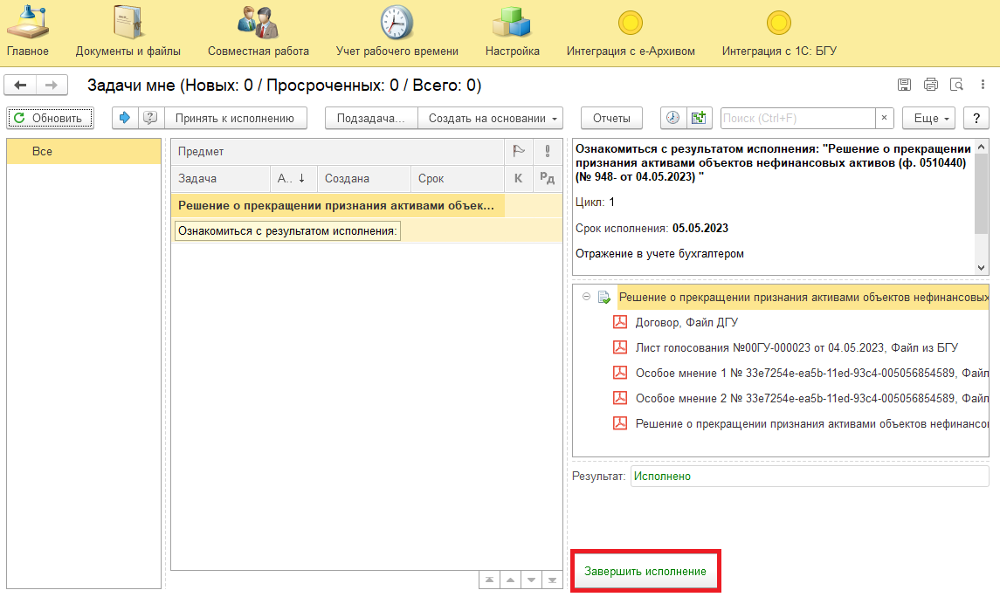 Главное
Документы и файлы
Совместная работа
Учет рабочего времени
Настройка
Интеграция с е-Архивом
Интеграция с 1С: БГУ
Задачи мне (Новых: 0 / Просроченных: 0 / Всего: 0)
Обновить
?
Принять к исполнению
Подзадача...
Создать на основании
Отчеты
Поиск (Ctrl+F)
×
Еще
?
Все
Предмет
!
Задача
А.. ↓
Создана
Срок
К
Рд
Решение о прекращении признания активами объек...
Ознакомиться с результатом исполнения:
Ознакомиться с результатом исполнения: "Решение о прекращении
признания активами объектов нефинансовых активов (ф. 0510440)
(№ 948- от 04.05.2023) "
Цикл: 1
Срок исполнения: 05.05.2023
Отражение в учете бухгалтером
Решение о прекращении признания активами объектов нефинансовых
Договор, Файл ДГУ
Лист голосования №00ГУ-000023 от 04.05.2023, Файл из БГУ
Особое мнение 1 № 33e7254e-ea5b-11ed-93c4-005056854589, Файл
Особое мнение 2 № 33e7254e-ea5b-11ed-93c4-005056854589, Файл
Решение о прекращении признания активами объектов нефинансо
Результат: Исполнено
Завершить исполнение